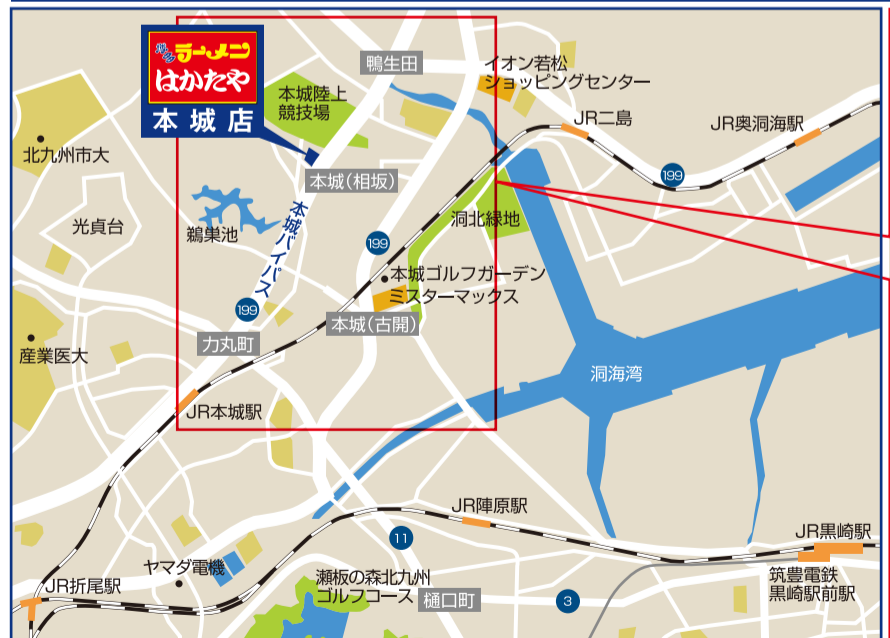 博多ラーメン
はかたや
本城店
鴨生田
イオン若松
ショッピングセンター
本城陸上
競技場
JR二島
JR奥洞海駅
北九州市大
本城(相坂)
199
光貞台
鵜巣池
本城バイパス
洞北緑地
199
本城ゴルフガーデン
ミスターマックス
199
本城(古開)
力丸町
産業医大
洞海湾
JR本城駅
JR陣原駅
11
JR黒崎駅
ヤマダ電機
JR折尾駅
瀬板の森北九州
ゴルフコース
樋口町
3
筑豊電鉄
黒崎駅前駅